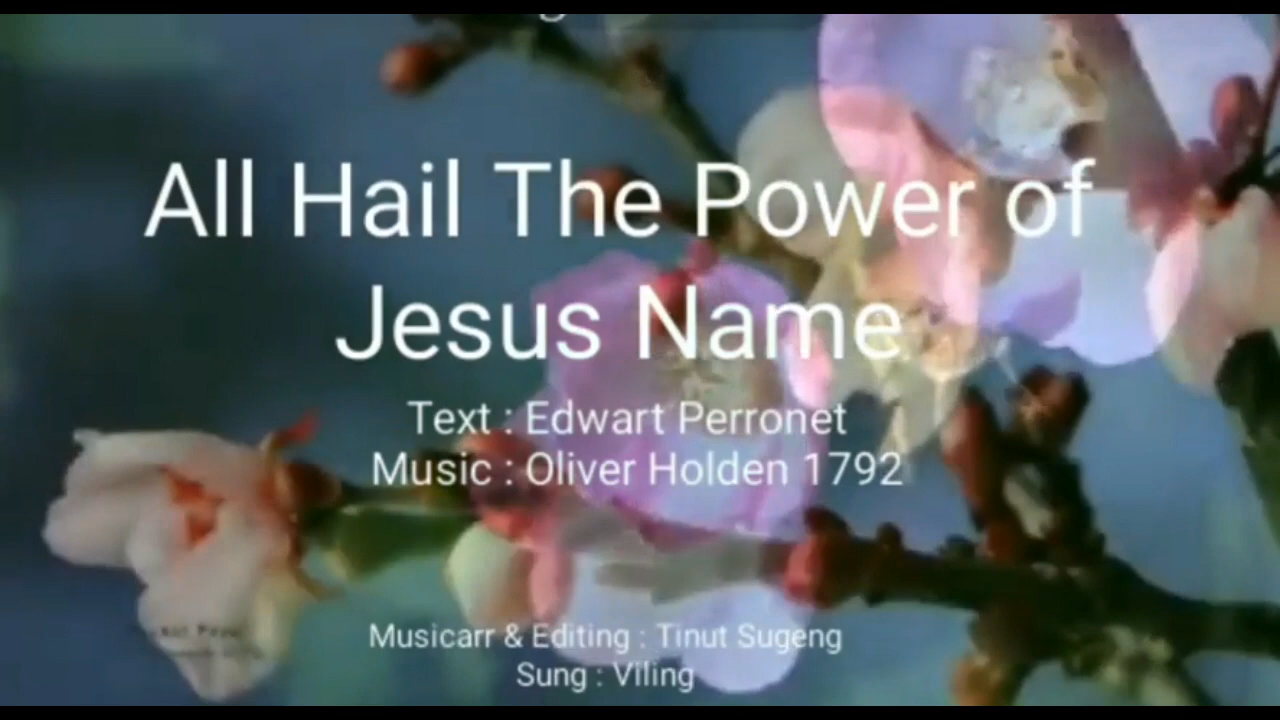 All Hail The Power of
Jesus Name
Text : Edwart Perronet
Music : Oliver Holden 1792
Musicarr & Editing : Tinut Sugeng
Sung : Viling